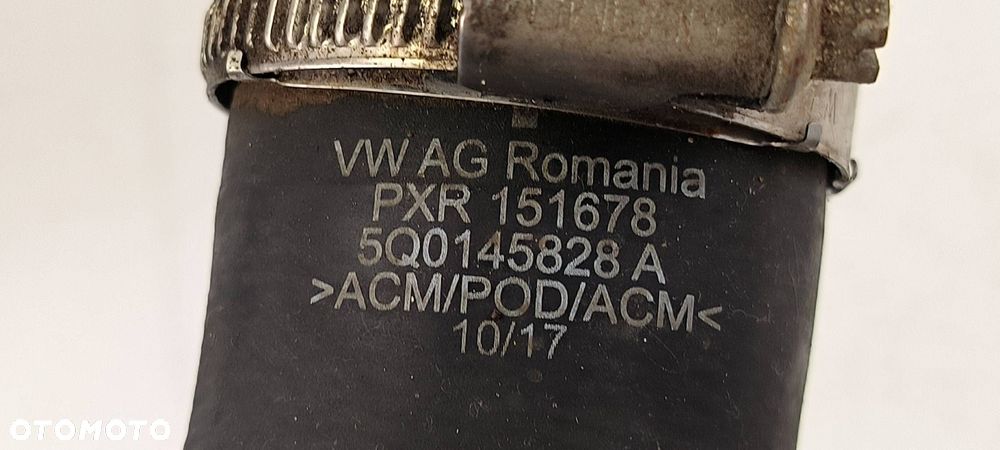 VW AG Romania
PXR 151678
5Q0145828 A
>ACM/POD/ACM<
10/17
OTOMOTO